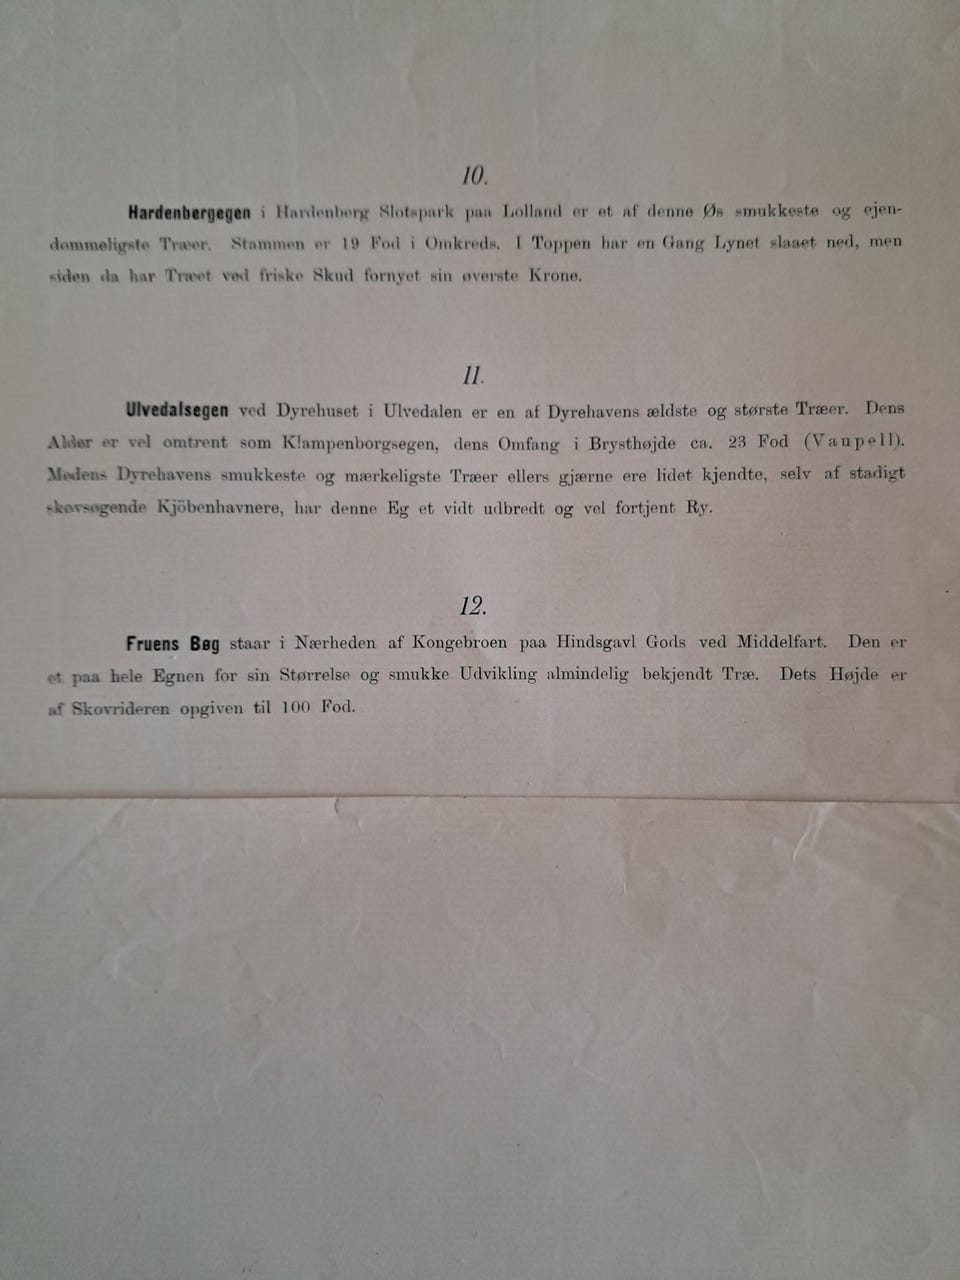 10.
Hardenbergegen i Hardenberg Slotspark paa Lolland er et af denne Øs smukkeste og ejen-
dommeligste Træer. Stammen er 19 Fod i Omkreds. I Toppen har en Gang Lynet slaaet ned, men
siden da har Træet ved friske Skud fornyet sin øverste Krone.
11.
Ulvedalsegen ved Dyrehuset i Ulvedalen er en af Dyrehavens ældste og største Træer. Dens
Alder er vel omtrent som Klampenborgsegen, dens Omfang i Brysthøjde ca. 23 Fod (Vaupell).
Medens Dyrehavens smukkeste og mærkeligste Træer ellers gjærne ere lidet kjendte, selv af stadigt
skovsøgende Kjöbenhavnere, har denne Eg et vidt udbredt og vel fortjent Ry.
12.
Fruens Bøg staar i Nærheden af Kongebroen paa Hindsgavl Gods ved Middelfart. Den er
et paa hele Egnen for sin Størrelse og smukke Udvikling almindelig bekjendt Træ. Dets Højde er
af Skovrideren opgiven til 100 Fod.